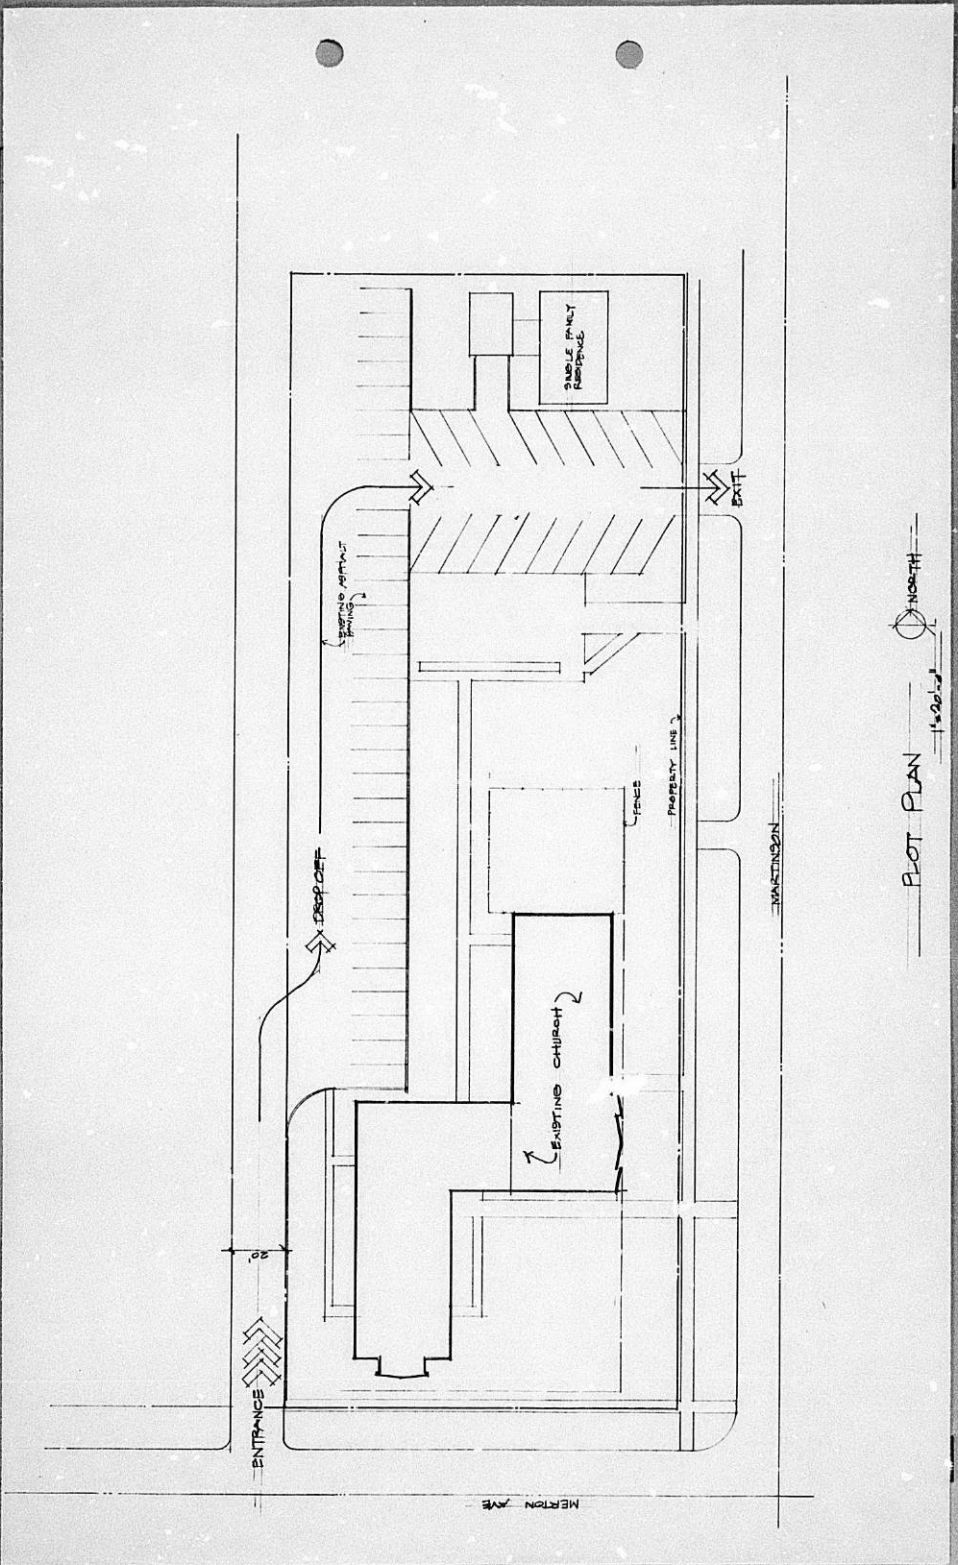 SINGLE FAMILY
RESIDENCE
EXIT
EXISTING ASPHALT
PAVING
FENCE
PROPERTY LINE
DROP OFF
EXISTING CHURCH
MARTINSON
20'
ENTRANCE
MERTON AVE
PLOT PLAN
1"=20'-0"
NORTH